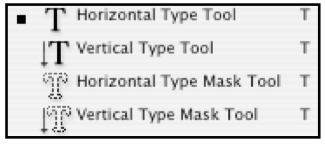 T Horizontal Type Tool T
T Vertical Type Tool T
T Horizontal Type Mask Tool T
T Vertical Type Mask Tool T